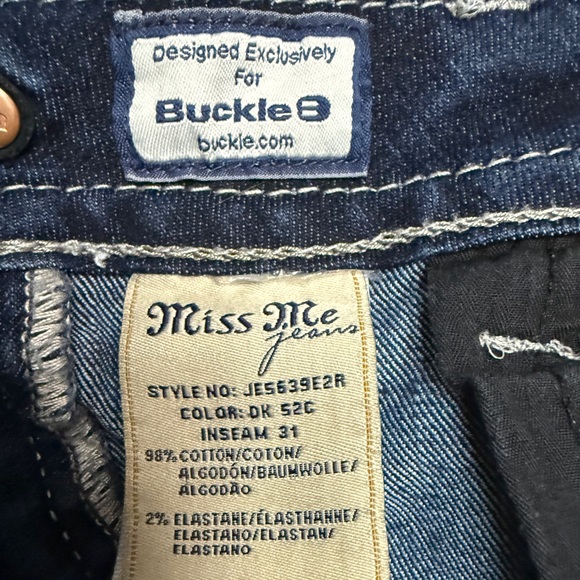 Designed Exclusively
For
Buckle B
buckle.com
Miss Me
jeans
STYLE NO: JE5639E2R
COLOR: DK 52C
INSEAM 31
98% COTTON/COTON/
ALGODÓN/BAUMWOLLE/
ALGODÃO
2% ELASTANE/ÉLASTHANNE/
ELASTANO/ELASTAN/
ELASTANO